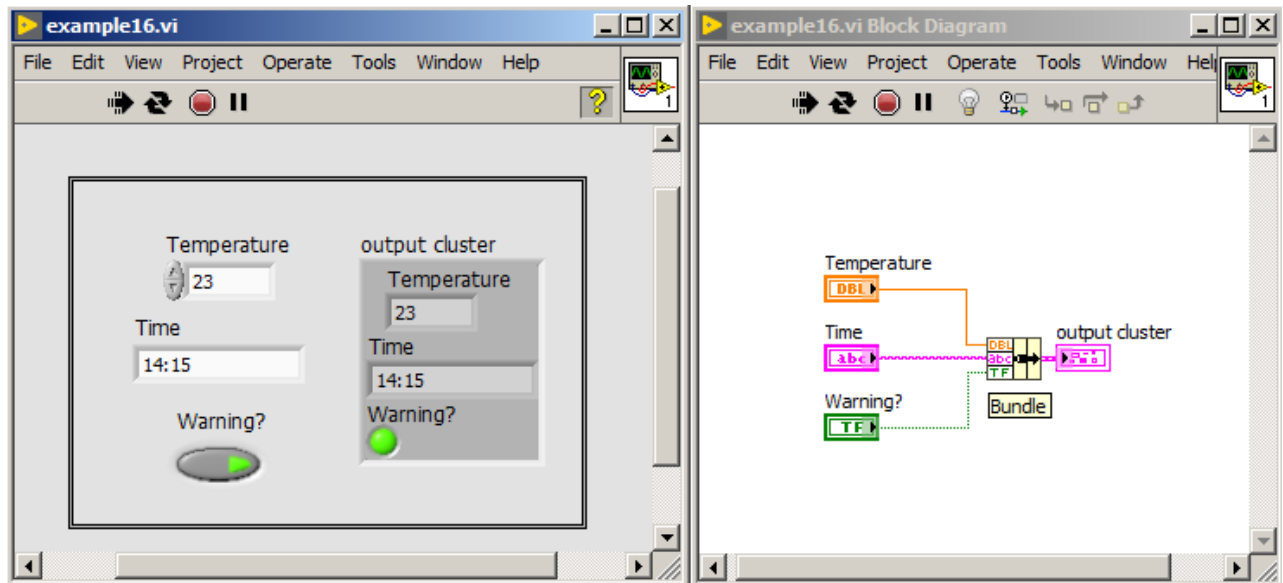 example16.vi
File Edit View Project Operate Tools Window Help
?
1
Temperature
23
Time
14:15
Warning?
output cluster
Temperature
23
Time
14:15
Warning?
example16.vi Block Diagram
File Edit View Project Operate Tools Window Help
1
Temperature
DBL
Time
abc
Warning?
TF
DBL
abc
TF
output cluster
Bundle